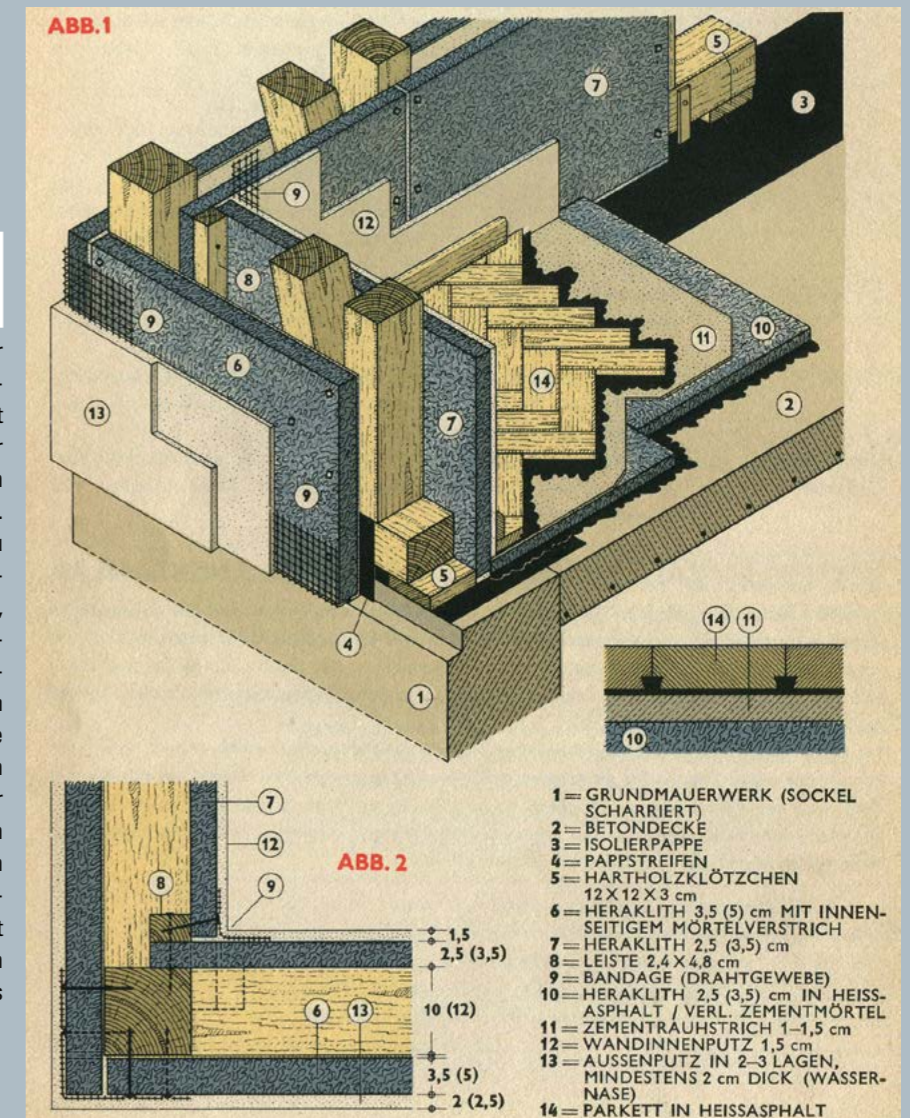 ABB.1
5
7
3
9
12
8
9
6
11
10
14
2
13
7
9
5
4
14 11
1
10
7
12
ABB. 2
8
9
1,5
2,5 (3,5)
10 (12)
6
13
3,5 (5)
2 (2,5)
1 = GRUNDMAUERWERK (SOCKEL
SCHARRIERT)
2 = BETONDECKE
3 = ISOLIERPAPPE
4 = PAPPSTREIFEN
5 = HARTHOLZKLÖTZCHEN
12 X 12 X 3 cm
6 = HERAKLITH 3,5 (5) cm MIT INNEN-
SEITIGEM MÖRTELVERSTRICH
7 = HERAKLITH 2,5 (3,5) cm
8 = LEISTE 2,4 X 4,8 cm
9 = BANDAGE (DRAHTGEWEBE)
10 = HERAKLITH 2,5 (3,5) cm IN HEISS-
ASPHALT / VERL. ZEMENTMÖRTEL
11 = ZEMENTRAUHSTRICH 1–1,5 cm
12 = WANDINNENPUTZ 1,5 cm
13 = AUSSENPUTZ IN 2–3 LAGEN,
MINDESTENS 2 cm DICK (WASSER-
NASE)
14 = PARKETT IN HEISSASPHALT